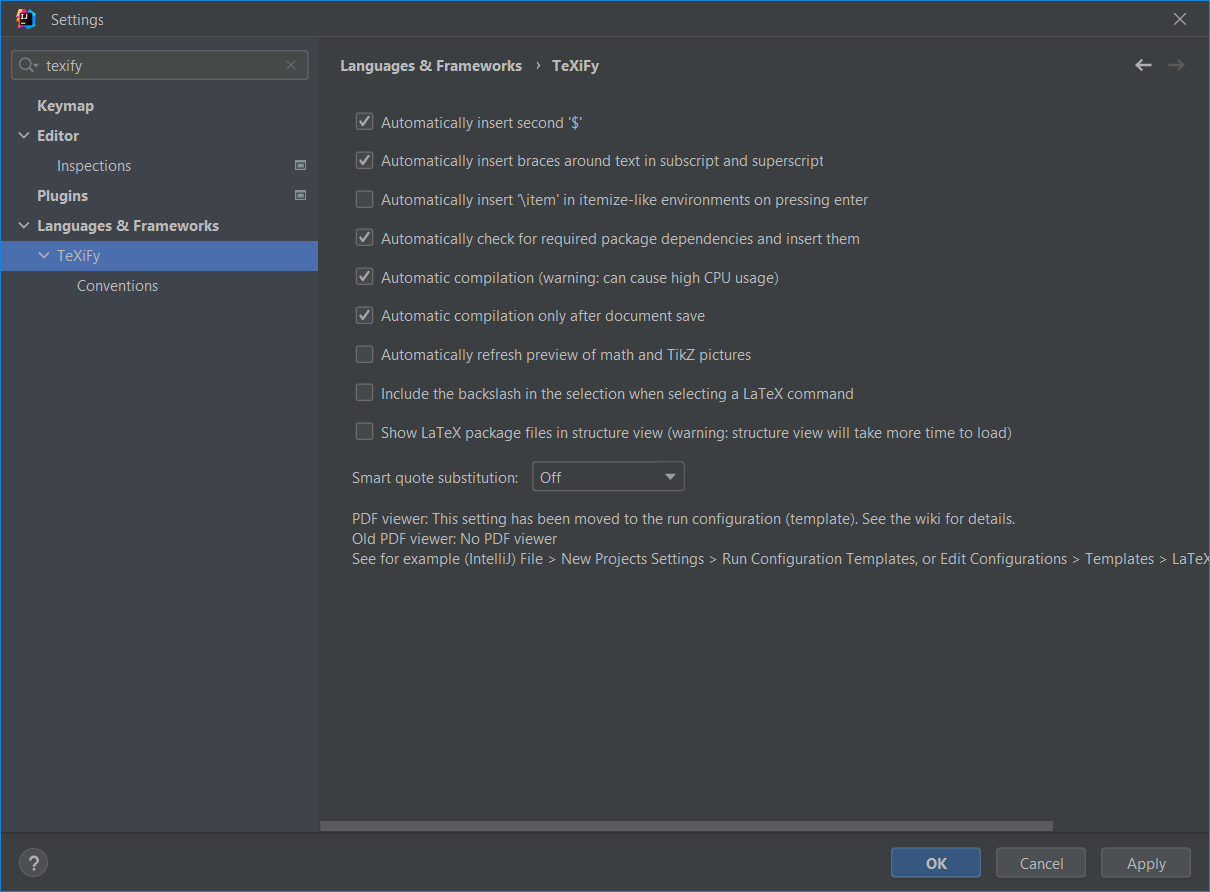 Settings
texify
Keymap
Editor
Inspections
Plugins
Languages & Frameworks
TeXiFy
Conventions
Languages & Frameworks › TeXiFy
Automatically insert second '$'
Automatically insert braces around text in subscript and superscript
Automatically insert '\item' in itemize-like environments on pressing enter
Automatically check for required package dependencies and insert them
Automatic compilation (warning: can cause high CPU usage)
Automatic compilation only after document save
Automatically refresh preview of math and TikZ pictures
Include the backslash in the selection when selecting a LaTeX command
Show LaTeX package files in structure view (warning: structure view will take more time to load)
Smart quote substitution: Off
PDF viewer: This setting has been moved to the run configuration (template). See the wiki for details.
Old PDF viewer: No PDF viewer
See for example (IntelliJ) File > New Projects Settings > Run Configuration Templates, or Edit Configurations > Templates > LaTeX
? OK Cancel Apply